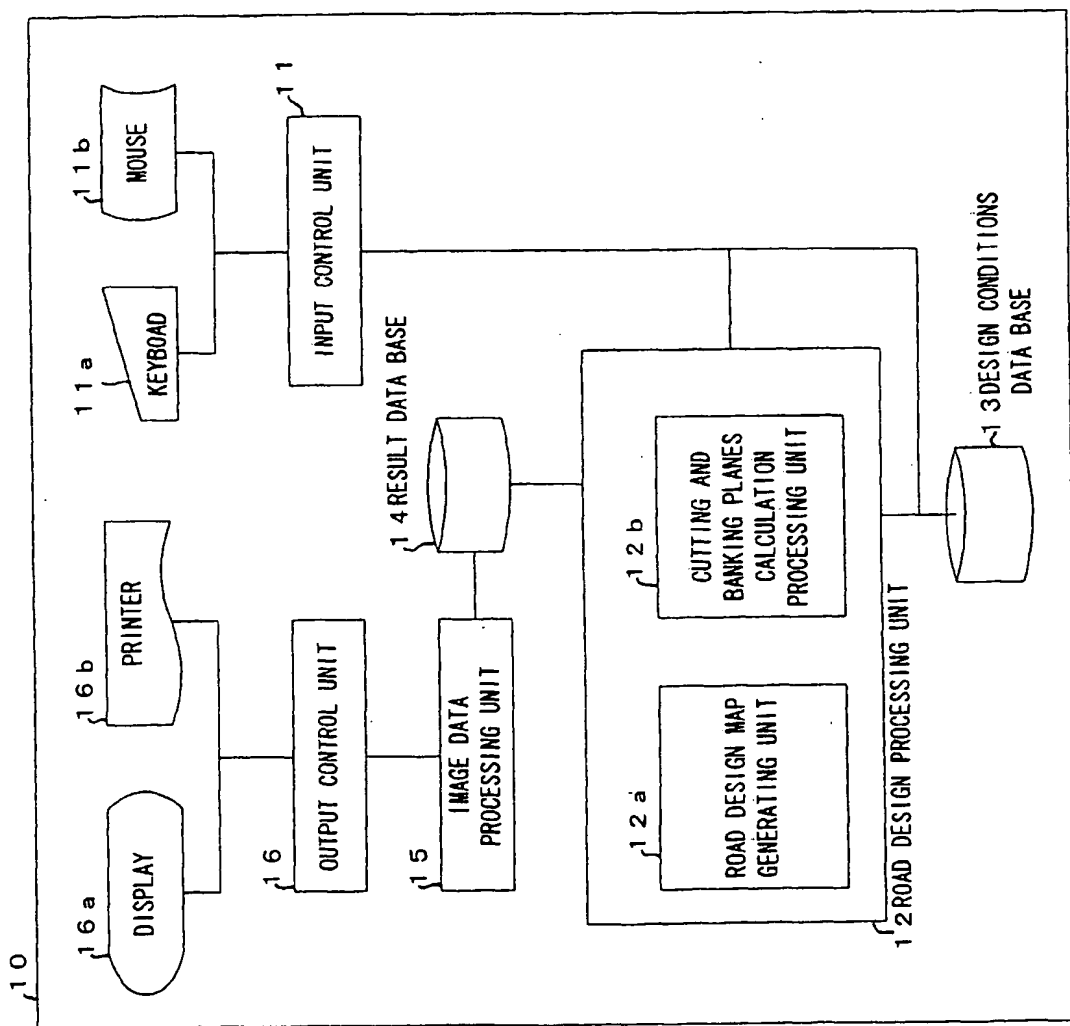 10
16a
DISPLAY
16b
PRINTER
11a
KEYBOAD
11b
MOUSE
16
OUTPUT CONTROL UNIT
11
INPUT CONTROL UNIT
15
IMAGE DATA
PROCESSING UNIT
14 RESULT DATA BASE
12a
ROAD DESIGN MAP
GENERATING UNIT
12b
CUTTING AND
BANKING PLANES
CALCULATION
PROCESSING UNIT
12 ROAD DESIGN PROCESSING UNIT
13 DESIGN CONDITIONS
DATA BASE